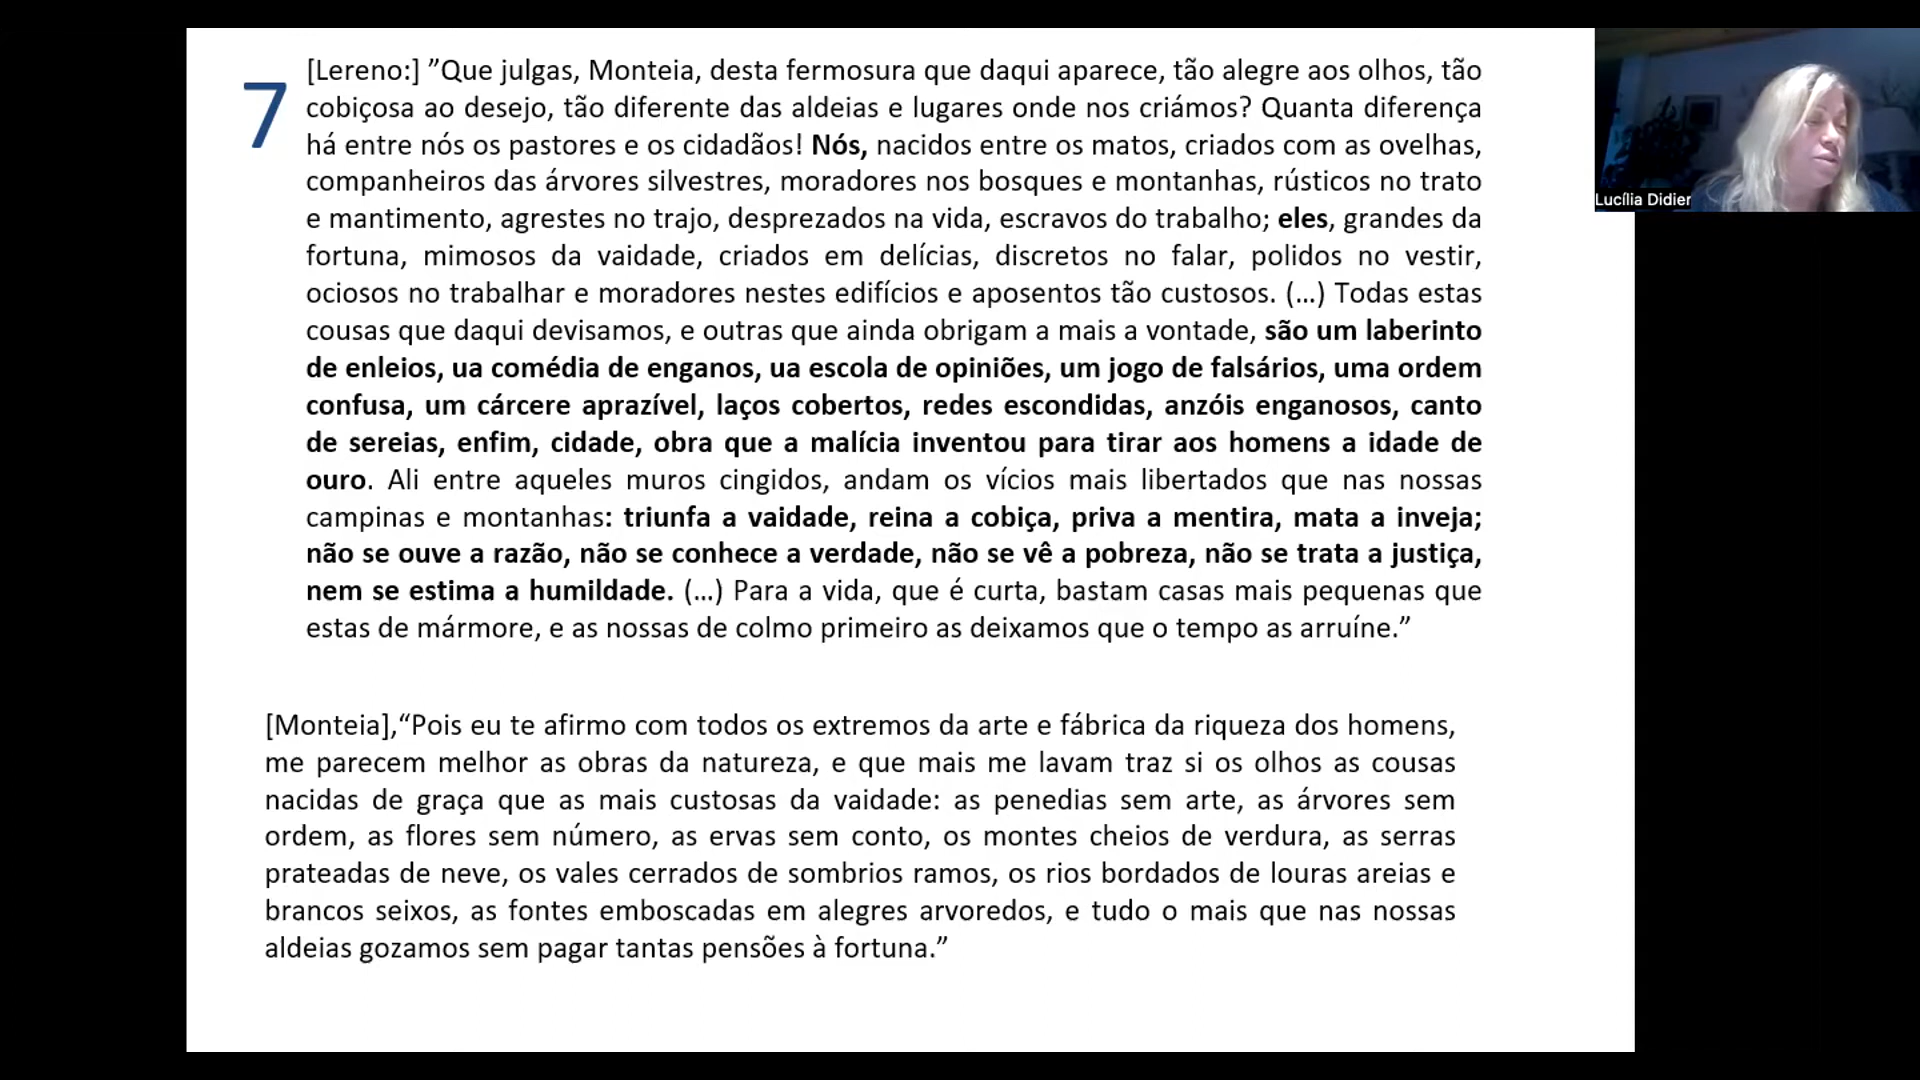 7
[Lereno:] ”Que julgas, Monteia, desta fermosura que daqui aparece, tão alegre aos olhos, tão
cobiçosa ao desejo, tão diferente das aldeias e lugares onde nos criámos? Quanta diferença
há entre nós os pastores e os cidadãos! Nós, nacidos entre os matos, criados com as ovelhas,
companheiros das árvores silvestres, moradores nos bosques e montanhas, rústicos no trato
e mantimento, agrestes no trajo, desprezados na vida, escravos do trabalho; eles, grandes da
fortuna, mimosos da vaidade, criados em delícias, discretos no falar, polidos no vestir,
ociosos no trabalhar e moradores nestes edifícios e aposentos tão custosos. (...) Todas estas
cousas que daqui devisamos, e outras que ainda obrigam a mais a vontade, são um laberinto
de enleios, ua comédia de enganos, ua escola de opiniões, um jogo de falsários, uma ordem
confusa, um cárcere aprazível, laços cobertos, redes escondidas, anzóis enganosos, canto
de sereias, enfim, cidade, obra que a malícia inventou para tirar aos homens a idade de
ouro. Ali entre aqueles muros cingidos, andam os vícios mais libertados que nas nossas
campinas e montanhas: triunfa a vaidade, reina a cobiça, priva a mentira, mata a inveja;
não se ouve a razão, não se conhece a verdade, não se vê a pobreza, não se trata a justiça,
nem se estima a humildade. (...) Para a vida, que é curta, bastam casas mais pequenas que
estas de mármore, e as nossas de colmo primeiro as deixamos que o tempo as arruíne.”
[Monteia],“Pois eu te afirmo com todos os extremos da arte e fábrica da riqueza dos homens,
me parecem melhor as obras da natureza, e que mais me lavam traz si os olhos as cousas
nacidas de graça que as mais custosas da vaidade: as penedias sem arte, as árvores sem
ordem, as flores sem número, as ervas sem conto, os montes cheios de verdura, as serras
prateadas de neve, os vales cerrados de sombrios ramos, os rios bordados de louras areias e
brancos seixos, as fontes emboscadas em alegres arvoredos, e tudo o mais que nas nossas
aldeias gozamos sem pagar tantas pensões à fortuna.”
Lucília Didier